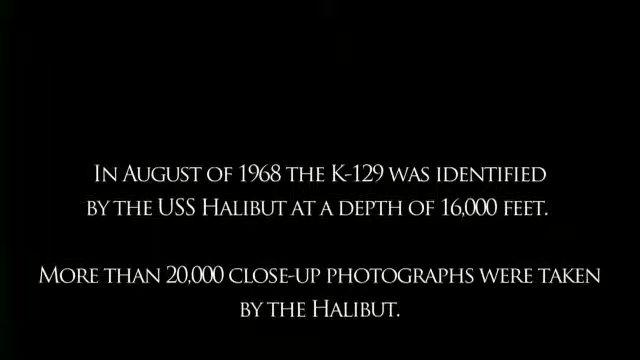 In August of 1968 the K-129 was identified
by the USS Halibut at a depth of 16,000 feet.
More than 20,000 close-up photographs were taken
by the Halibut.